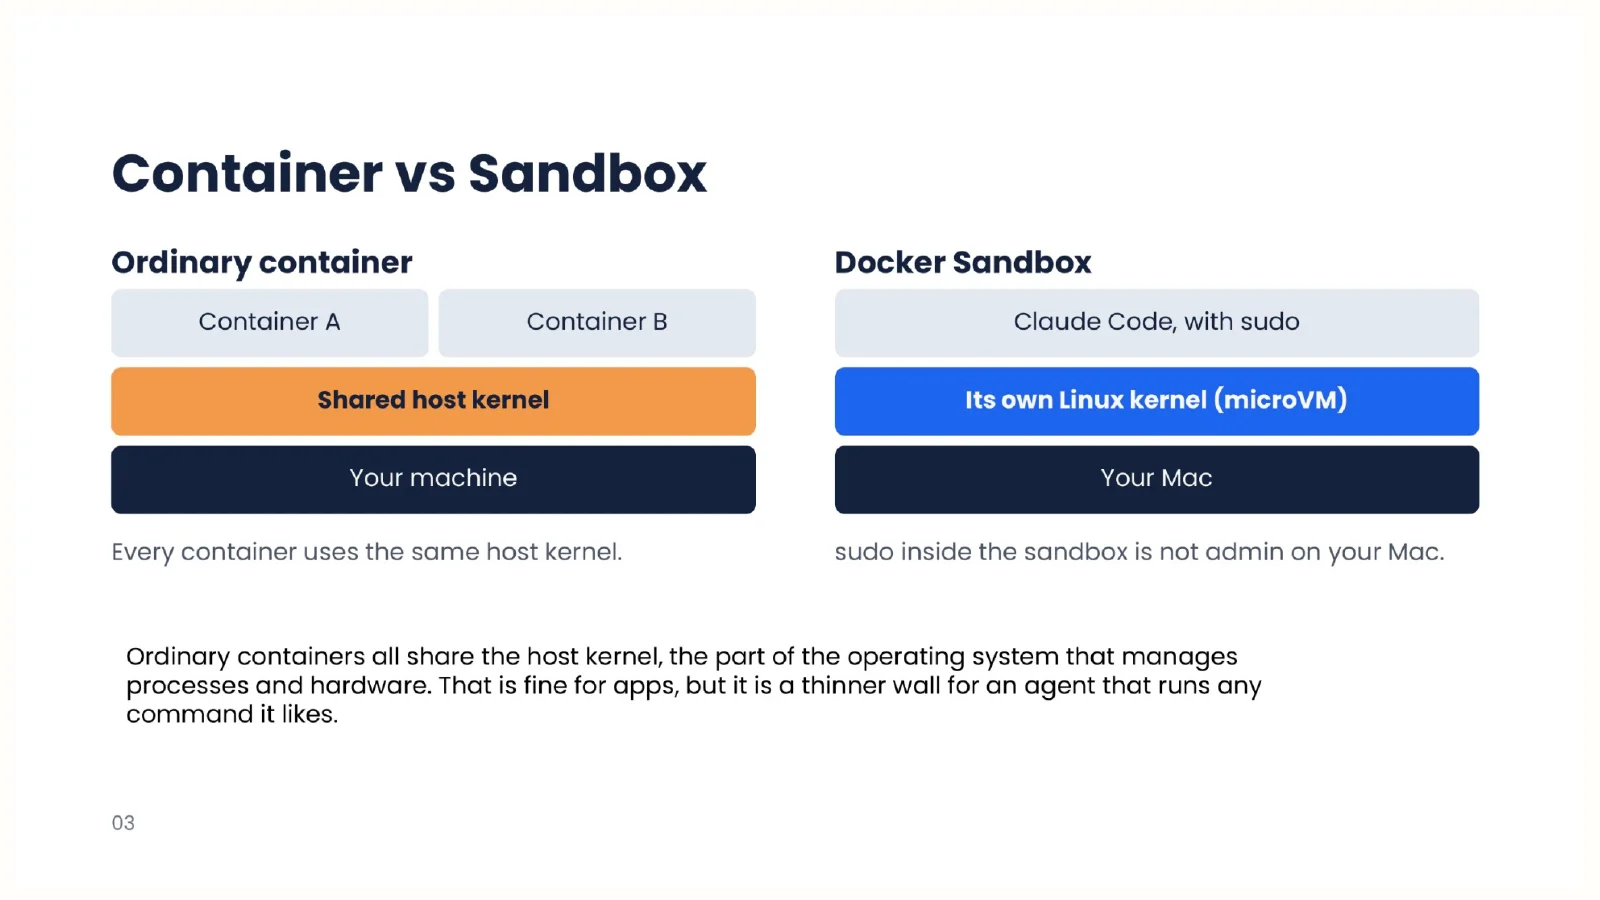 Container vs Sandbox
Ordinary container
Container A
Container B
Shared host kernel
Your machine
Every container uses the same host kernel.
Docker Sandbox
Claude Code, with sudo
Its own Linux kernel (microVM)
Your Mac
sudo inside the sandbox is not admin on your Mac.
Ordinary containers all share the host kernel, the part of the operating system that manages
processes and hardware. That is fine for apps, but it is a thinner wall for an agent that runs any
command it likes.
03